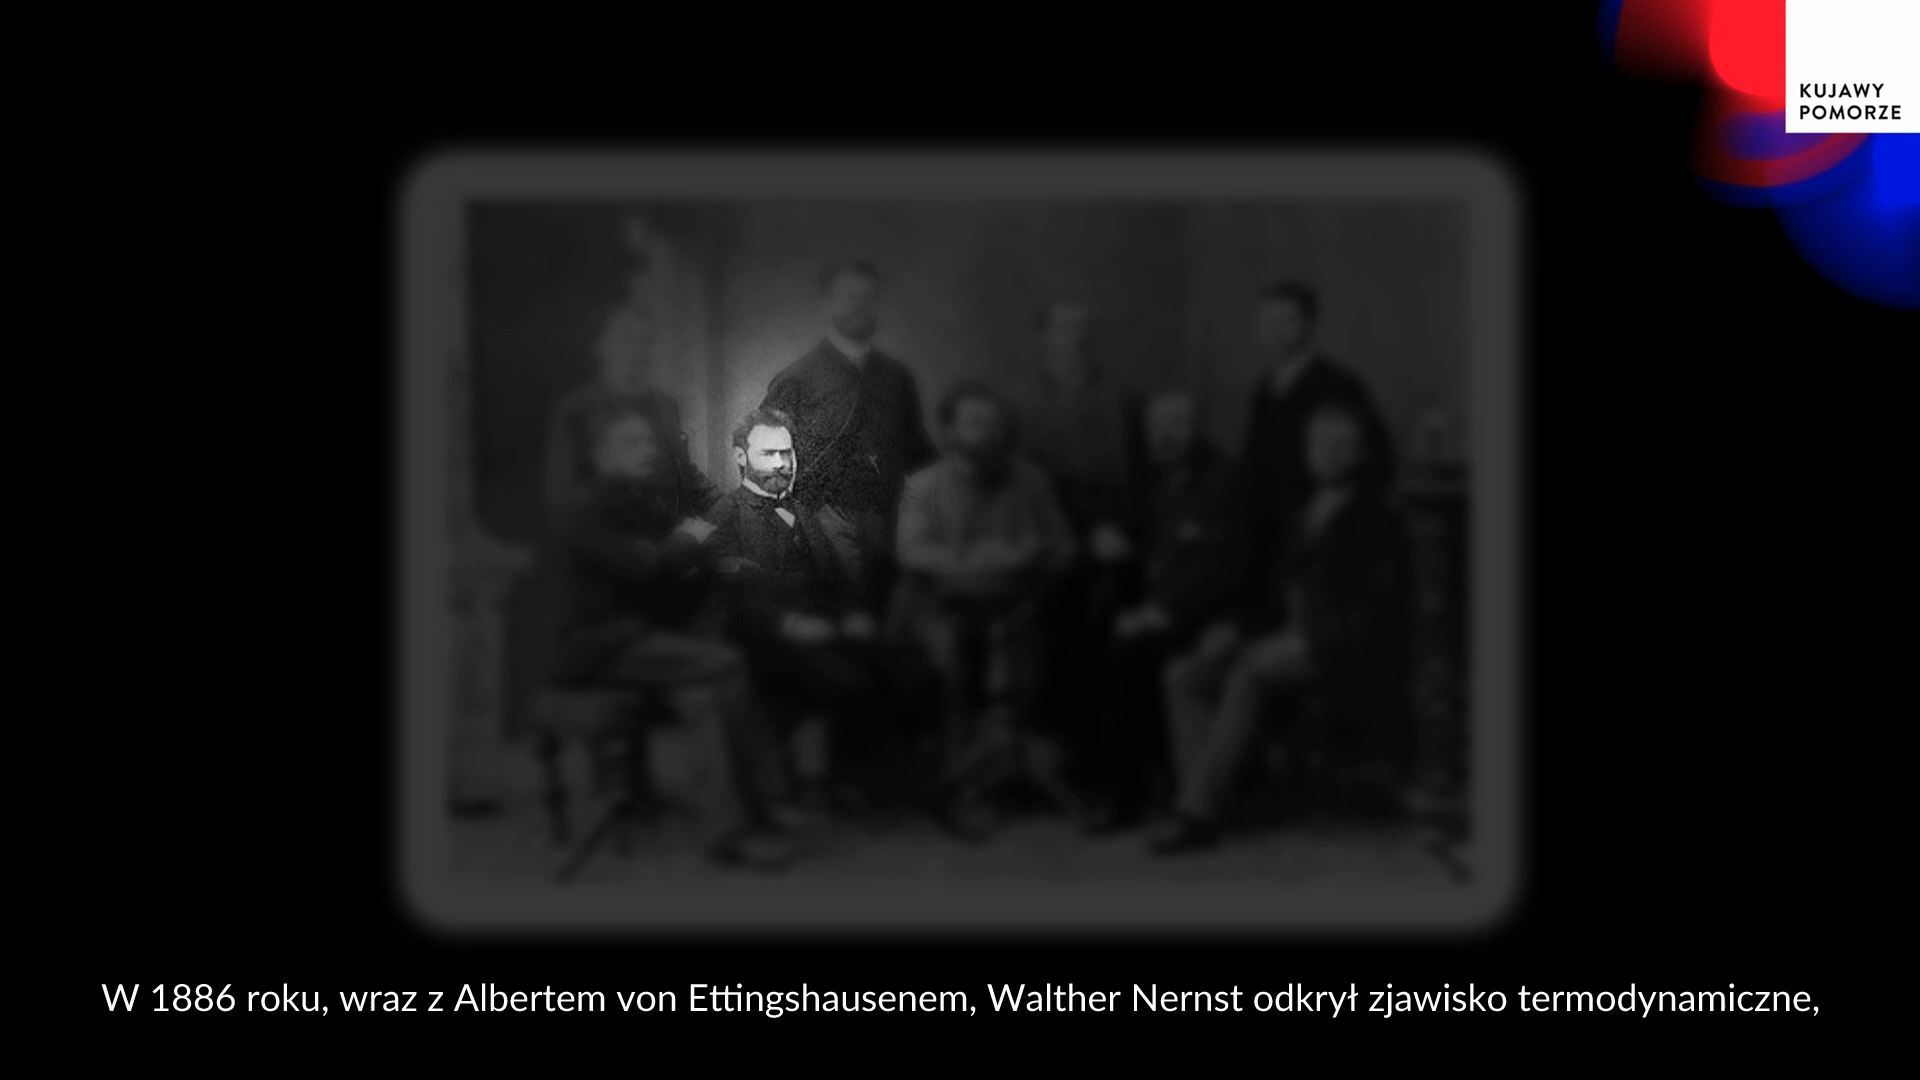 KUJAWY
POMORZE
W 1886 roku, wraz z Albertem von Ettingshausenem, Walther Nernst odkrył zjawisko termodynamiczne,